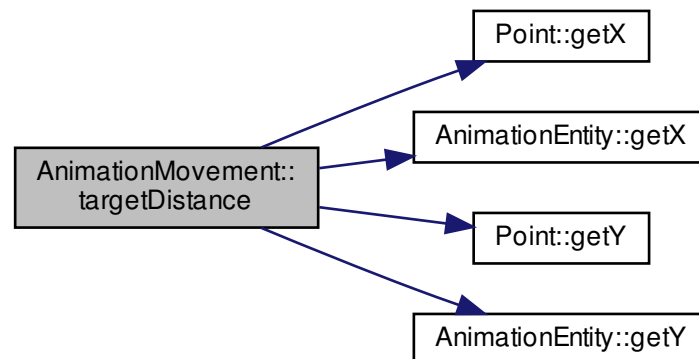 Point::getX
AnimationEntity::getX
AnimationMovement::
targetDistance
Point::getY
AnimationEntity::getY